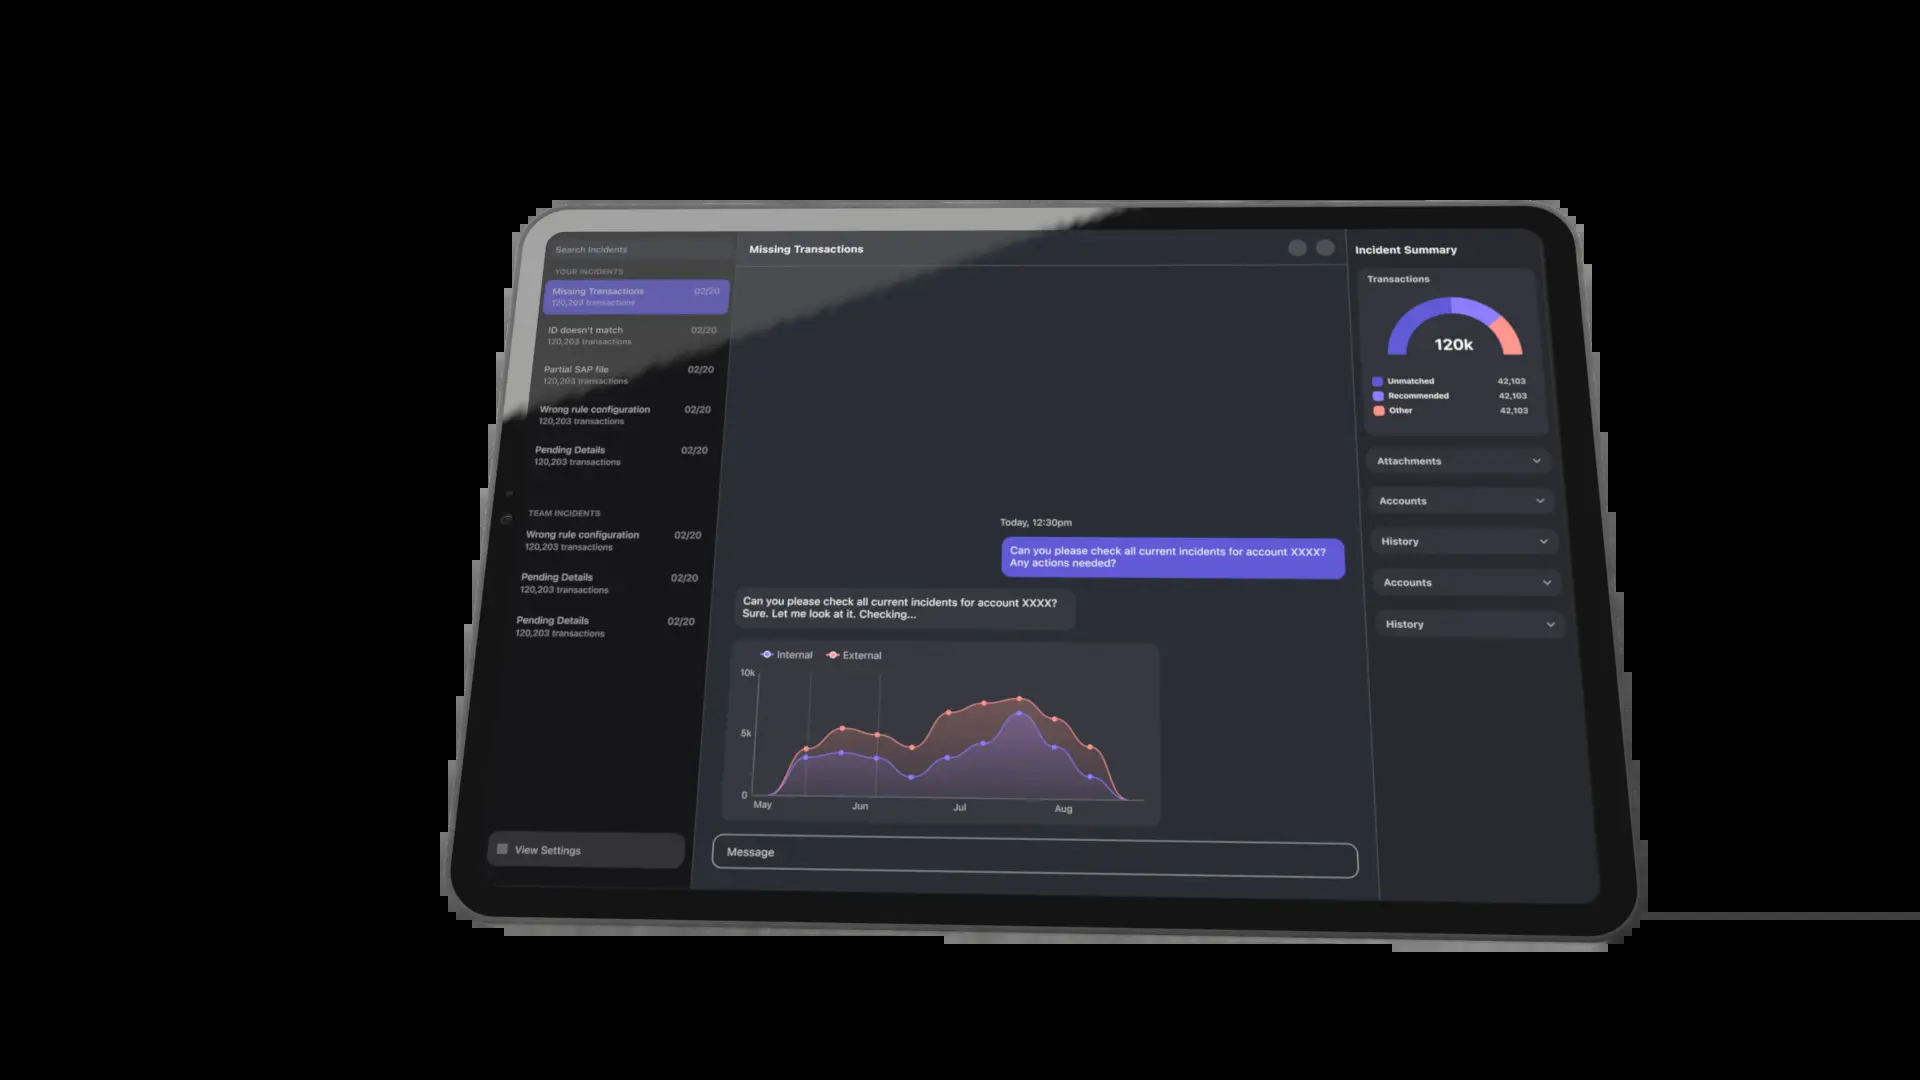 Search Incidents
YOUR INCIDENTS
Missing Transactions 02/20
120,203 transactions
ID doesn't match 02/20
120,203 transactions
Partial SAP file 02/20
120,203 transactions
Wrong rule configuration 02/20
120,203 transactions
Pending Details 02/20
120,203 transactions
TEAM INCIDENTS
Wrong rule configuration 02/20
120,203 transactions
Pending Details 02/20
120,203 transactions
Pending Details 02/20
120,203 transactions
View Settings
Missing Transactions
Today, 12:30pm
Can you please check all current incidents for account XXXX?
Any actions needed?
Can you please check all current incidents for account XXXX?
Sure. Let me look at it. Checking...
Internal External
10k
5k
0
May Jun Jul Aug
Message
Incident Summary
Transactions
120k
Unmatched 42,103
Recommended 42,103
Other 42,103
Attachments
Accounts
History
Accounts
History